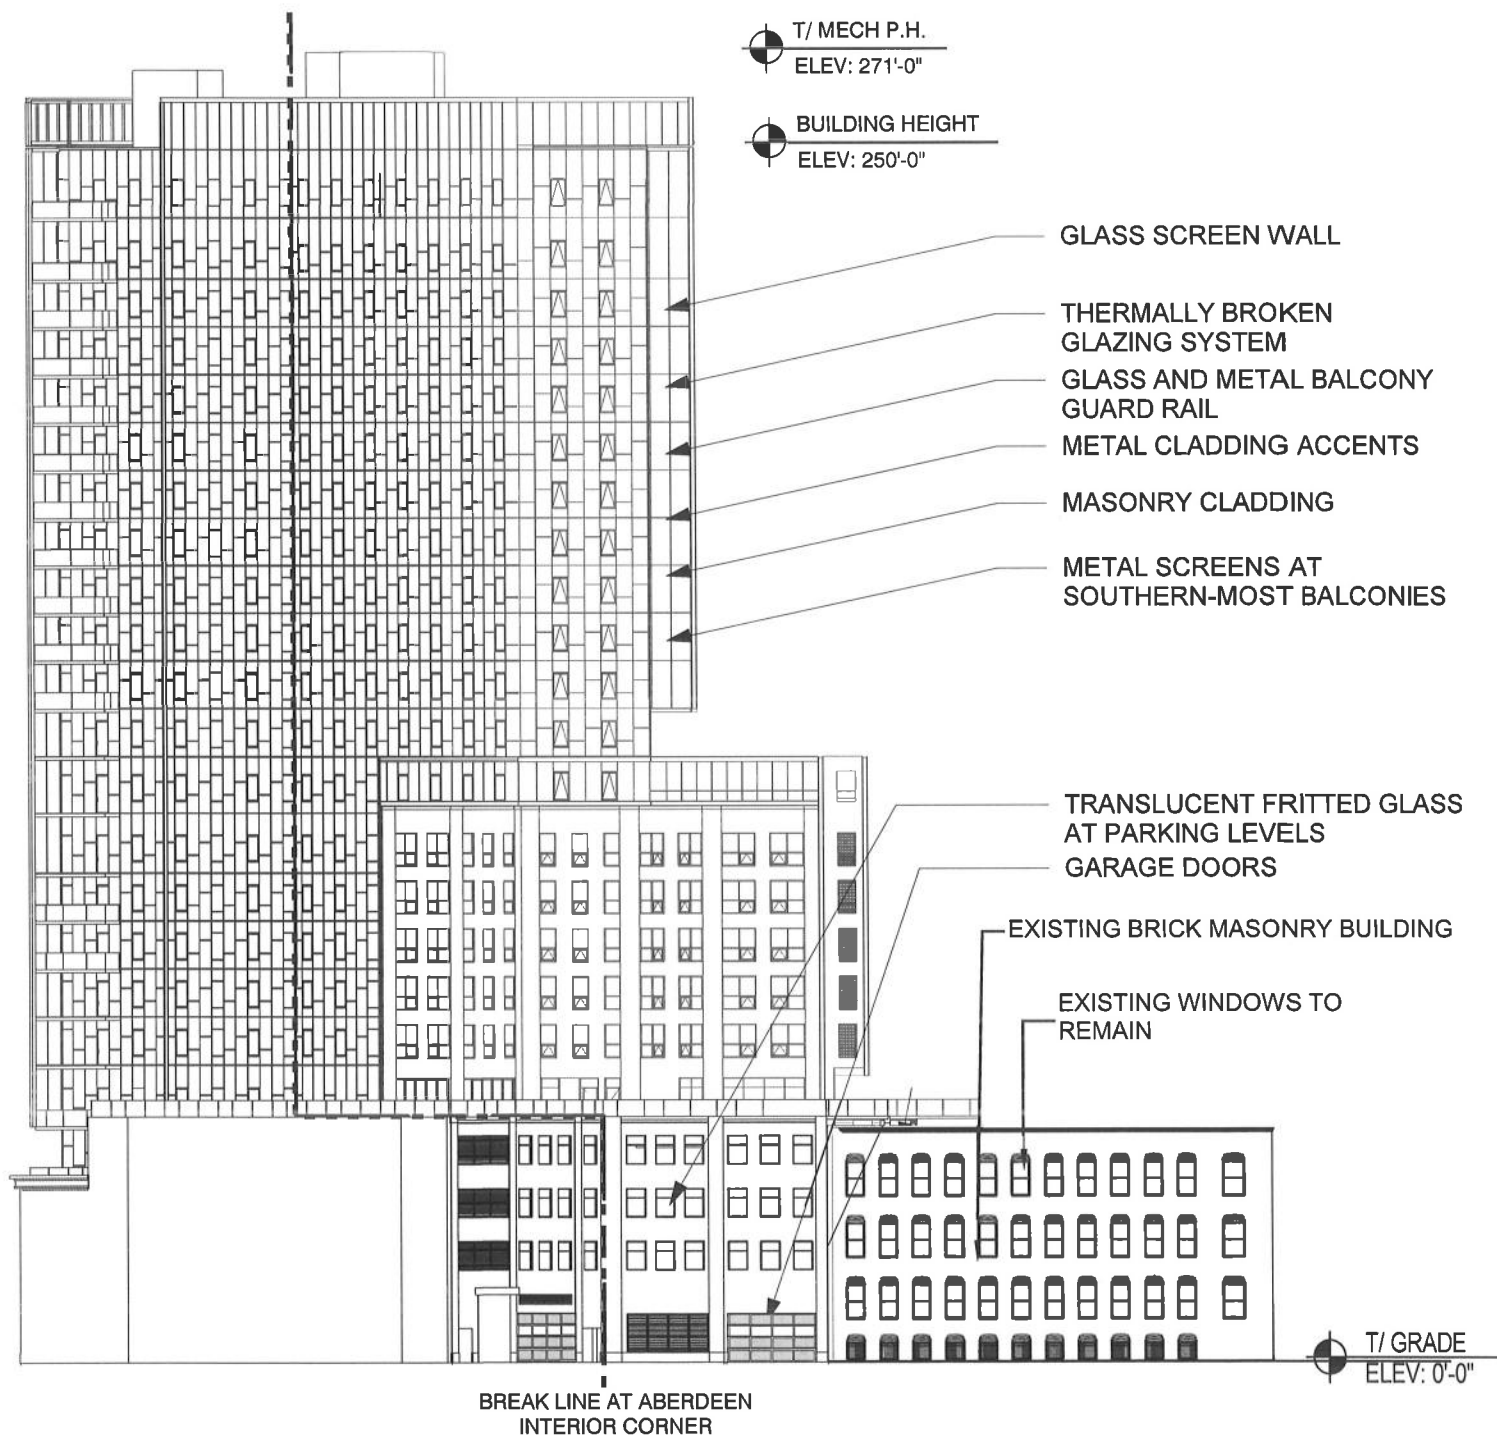 T/ MECH P.H.
ELEV: 271'-0"
BUILDING HEIGHT
ELEV: 250'-0"
GLASS SCREEN WALL
THERMALLY BROKEN
GLAZING SYSTEM
GLASS AND METAL BALCONY
GUARD RAIL
METAL CLADDING ACCENTS
MASONRY CLADDING
METAL SCREENS AT
SOUTHERN-MOST BALCONIES
TRANSLUCENT FRITTED GLASS
AT PARKING LEVELS
GARAGE DOORS
EXISTING BRICK MASONRY BUILDING
EXISTING WINDOWS TO
REMAIN
T/ GRADE
ELEV: 0'-0"
BREAK LINE AT ABERDEEN
INTERIOR CORNER